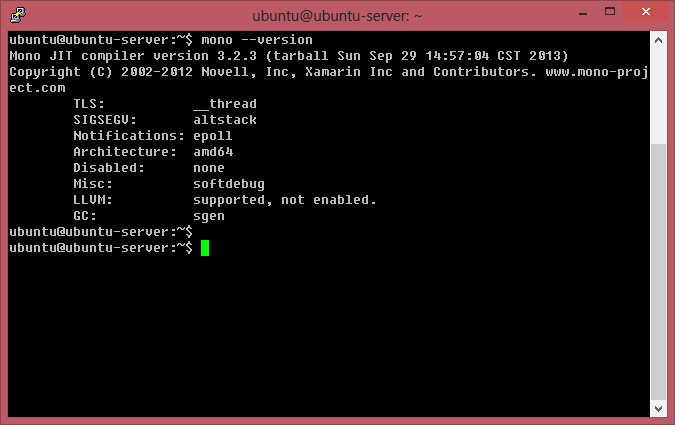 ubuntu@ubuntu-server: ~
ubuntu@ubuntu-server:~$ mono --version
Mono JIT compiler version 3.2.3 (tarball Sun Sep 29 14:57:04 CST 2013)
Copyright (C) 2002-2012 Novell, Inc, Xamarin Inc and Contributors. www.mono-proj
ect.com
        TLS:           __thread
        SIGSEGV:       altstack
        Notifications: epoll
        Architecture:  amd64
        Disabled:      none
        Misc:          softdebug
        LLVM:          supported, not enabled.
        GC:            sgen
ubuntu@ubuntu-server:~$
ubuntu@ubuntu-server:~$